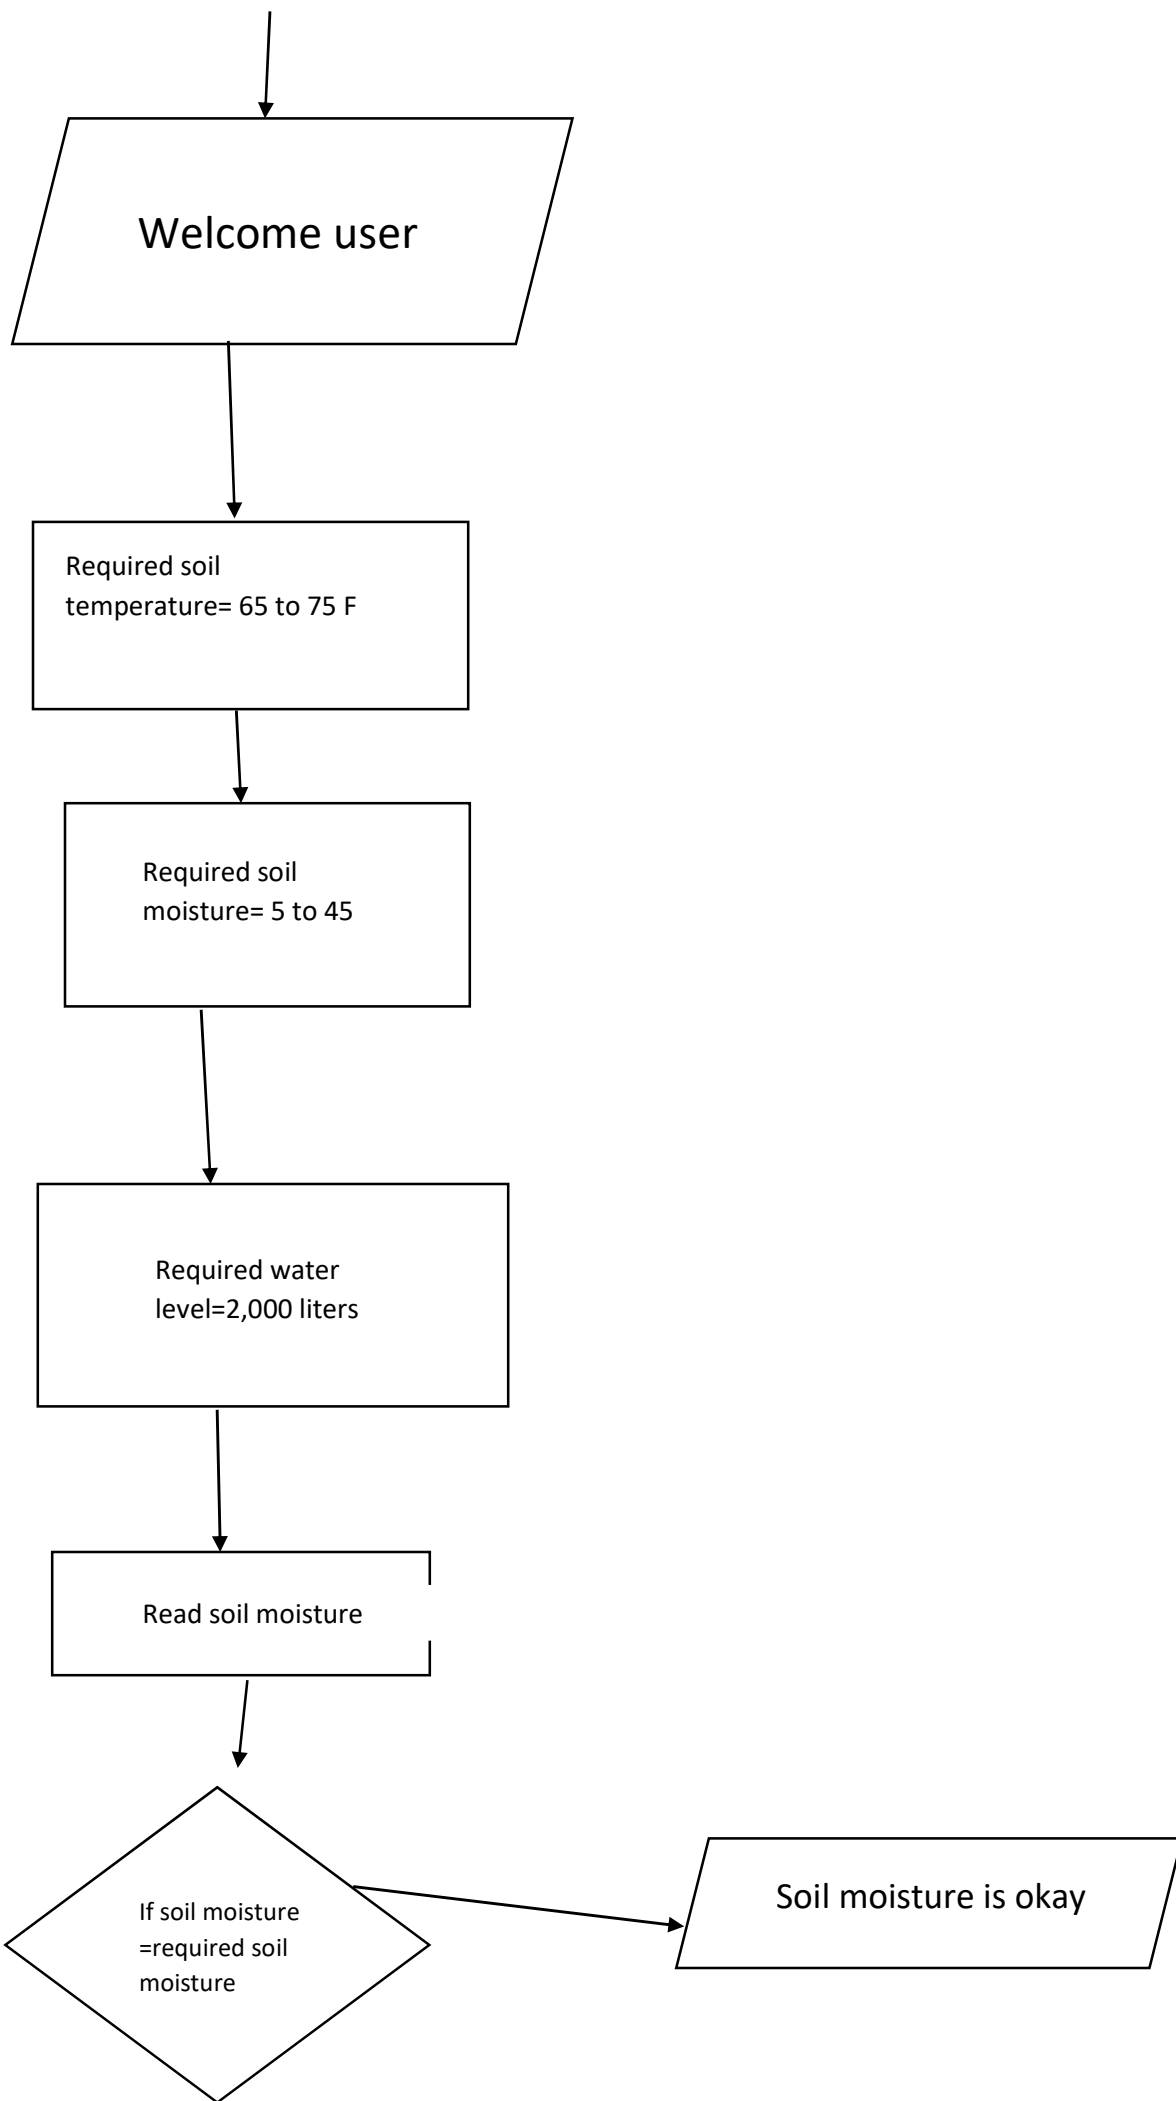 Welcome user
Required soil
temperature= 65 to 75 F
Required soil
moisture= 5 to 45
Required water
level=2,000 liters
Read soil moisture
If soil moisture
=required soil
moisture
Soil moisture is okay